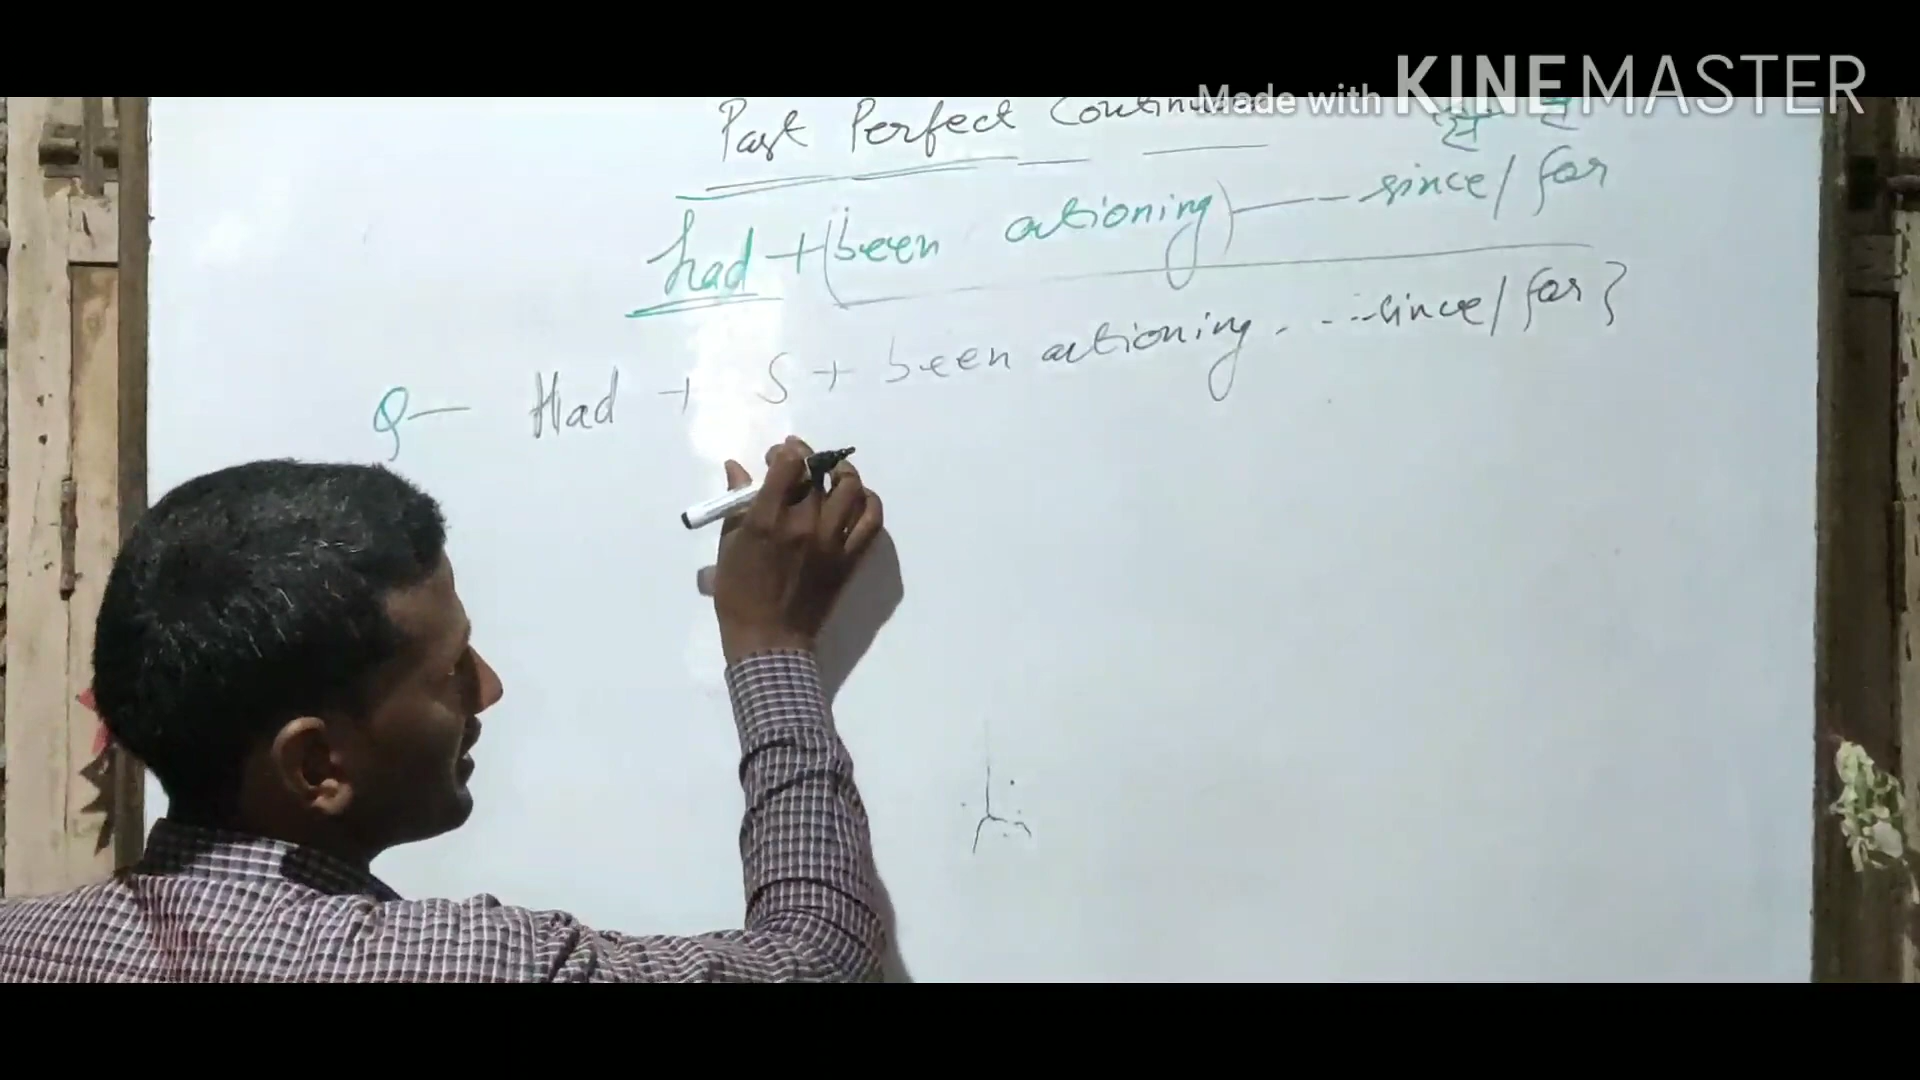 Made with KINEMASTER
Past Perfect Continuous
had + (been actioning) --- since / for
Q— Had + S + been actioning . . . since / for ?